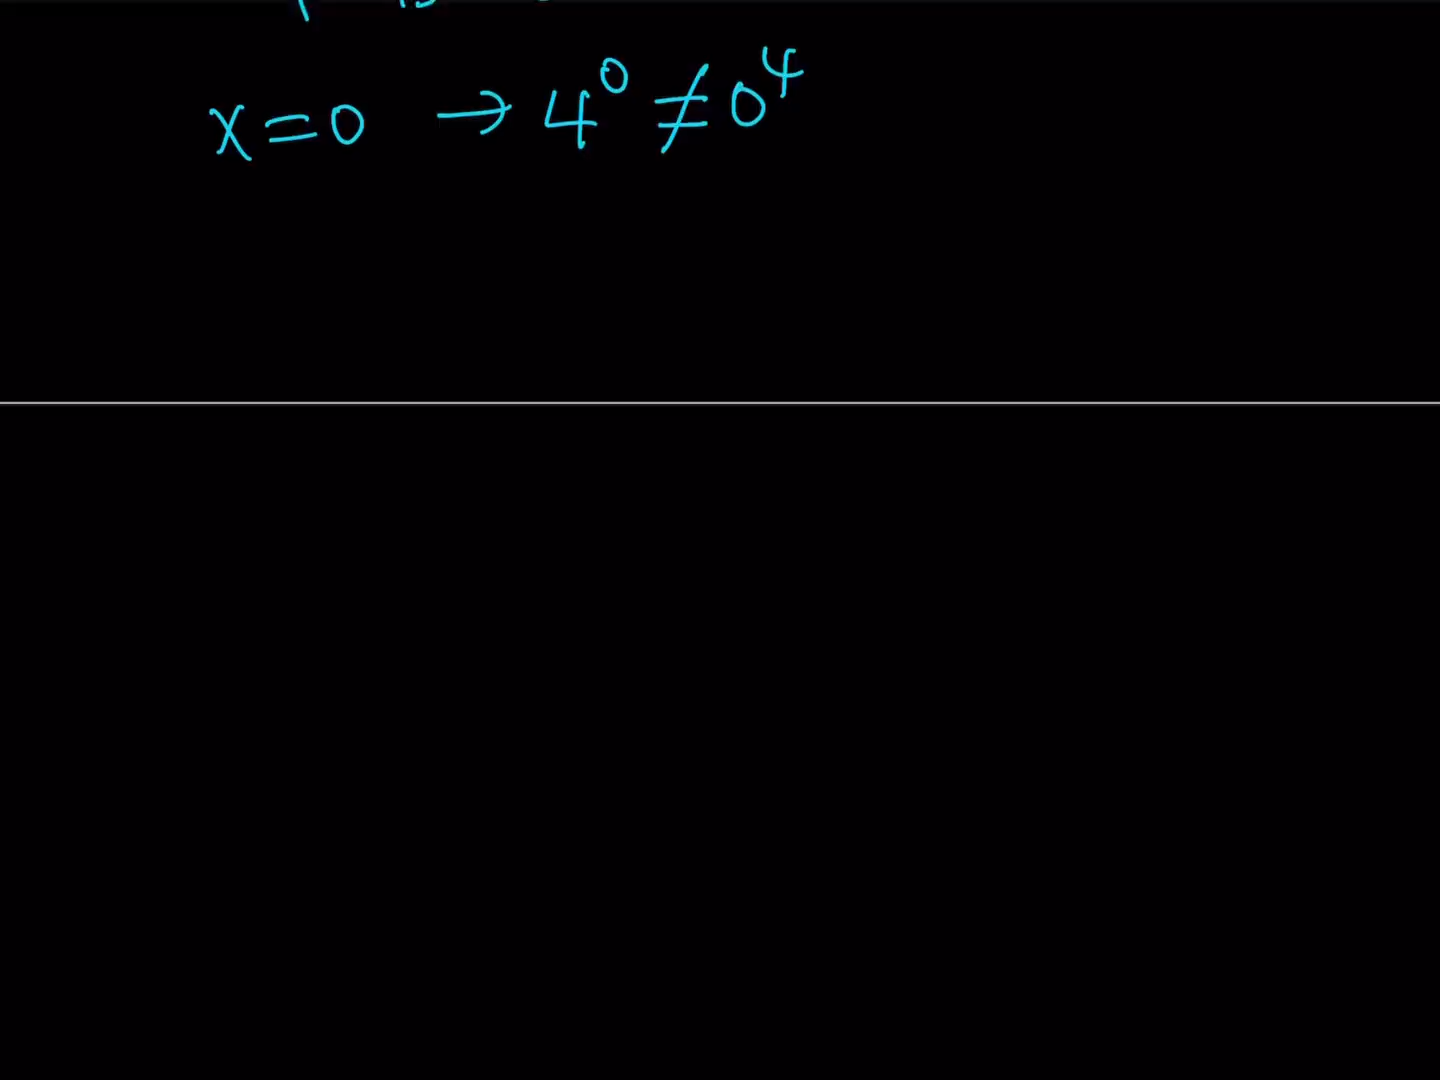 x=0 → 4⁰ ≠ 0⁴